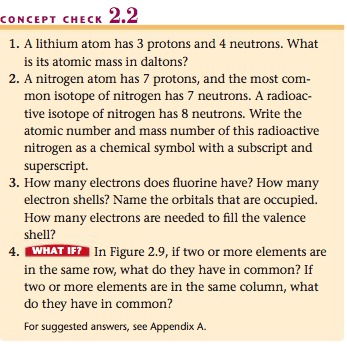 CONCEPT CHECK 2.2
1. A lithium atom has 3 protons and 4 neutrons. What
is its atomic mass in daltons?
2. A nitrogen atom has 7 protons, and the most com-
mon isotope of nitrogen has 7 neutrons. A radioac-
tive isotope of nitrogen has 8 neutrons. Write the
atomic number and mass number of this radioactive
nitrogen as a chemical symbol with a subscript and
superscript.
3. How many electrons does fluorine have? How many
electron shells? Name the orbitals that are occupied.
How many electrons are needed to fill the valence
shell?
4. WHAT IF? In Figure 2.9, if two or more elements are
in the same row, what do they have in common? If
two or more elements are in the same column, what
do they have in common?
For suggested answers, see Appendix A.